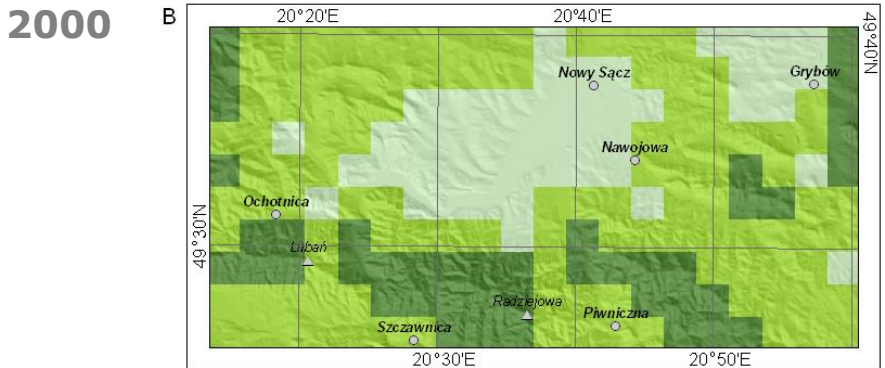 2000
B
20°20'E
20°40'E
49°40'N
Nowy Sącz
Grybów
Nawojowa
Ochotnica
49°30'N
Lubań
Radziejowa
Piwniczna
Szczawnica
20°30'E
20°50'E